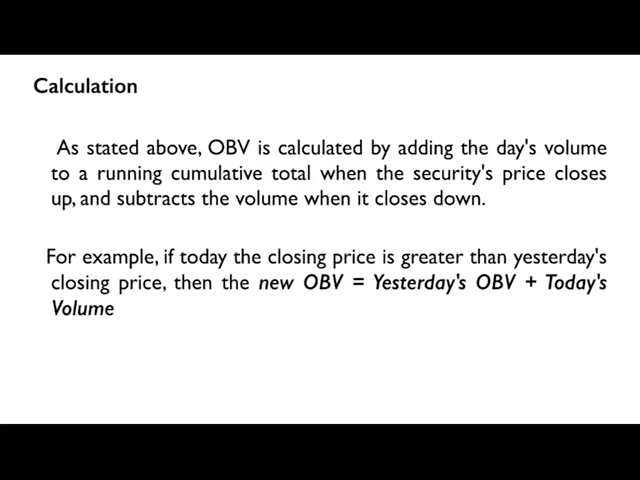 Calculation
As stated above, OBV is calculated by adding the day's volume
to a running cumulative total when the security's price closes
up, and subtracts the volume when it closes down.
For example, if today the closing price is greater than yesterday's
closing price, then the new OBV = Yesterday's OBV + Today's
Volume